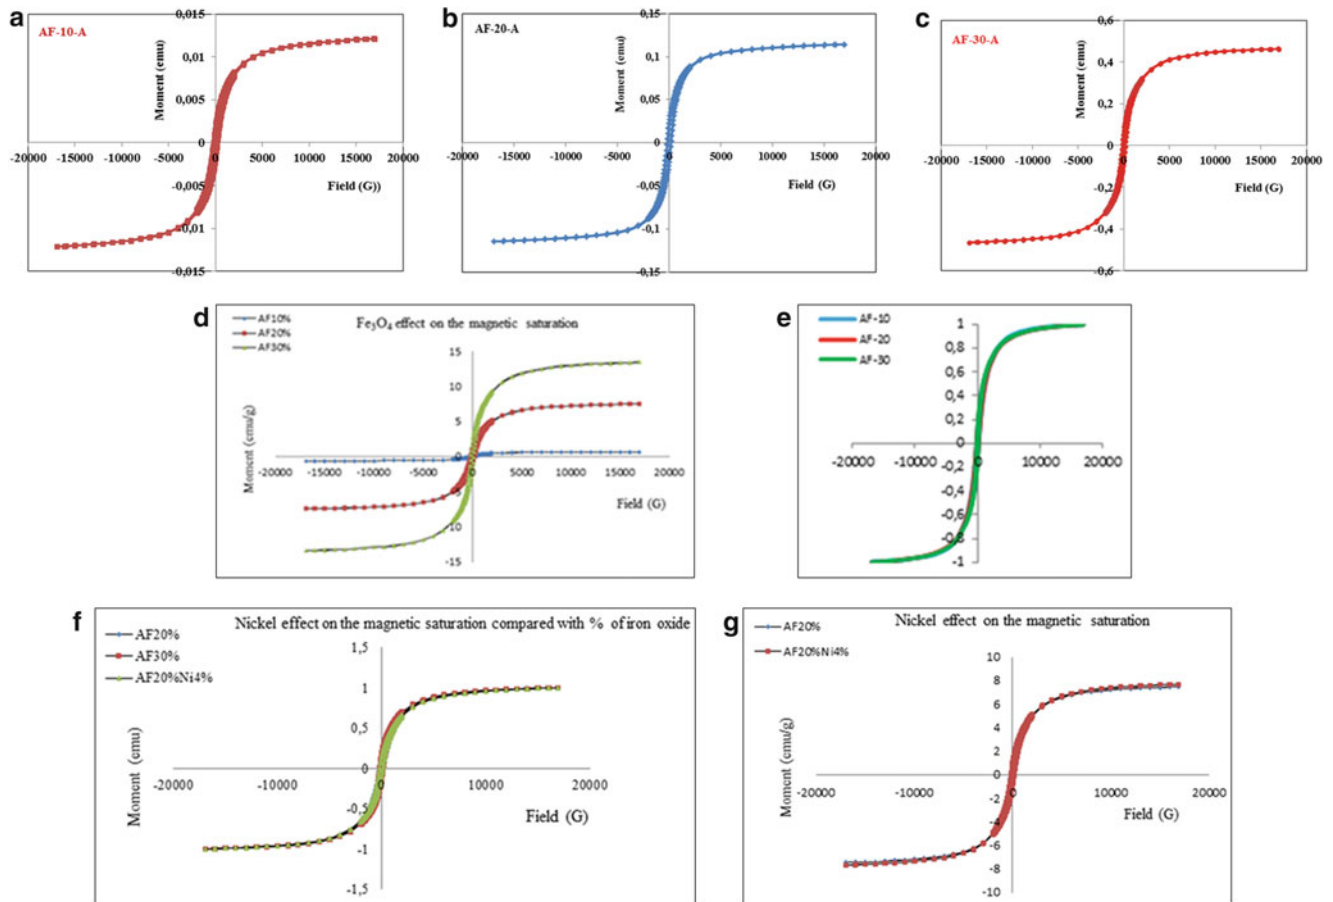 a
AF-10-A
Moment (emu)
0,015
0,01
0,005
0
-0,005
-0,01
-0,015
-20000 -15000 -10000 -5000 0 5000 10000 15000 20000
Field (G))
b
AF-20-A
Moment (emu)
0,15
0,1
0,05
0
-0,05
-0,1
-0,15
-20000 -15000 -10000 -5000 0 5000 10000 15000 20000
Field (G)
c
AF-30-A
Moment (emu)
0,6
0,4
0,2
0
-0,2
-0,4
-0,6
-20000 -15000 -10000 -5000 0 5000 10000 15000 20000
Field (G)
d
Fe3O4 effect on the magnetic saturation
AF10%
AF20%
AF30%
Moment (emu/g)
15
10
5
0
-5
-10
-15
-20000 -15000 -10000 -5000 0 5000 10000 15000 20000
Field (G)
e
AF-10
AF-20
AF-30
1
0,8
0,6
0,4
0,2
0
-0,2
-0,4
-0,6
-0,8
-1
-20000 -10000 0 10000 20000
f
Nickel effect on the magnetic saturation compared with % of iron oxide
AF20%
AF30%
AF20%Ni4%
Moment (emu)
1,5
1
0,5
0
-0,5
-1
-1,5
-20000 -10000 0 10000 20000
Field (G)
g
Nickel effect on the magnetic saturation
AF20%
AF20%Ni4%
Moment (emu/g)
10
8
6
4
2
0
-2
-4
-6
-8
-10
-20000 -10000 0 10000 20000
Field (G)